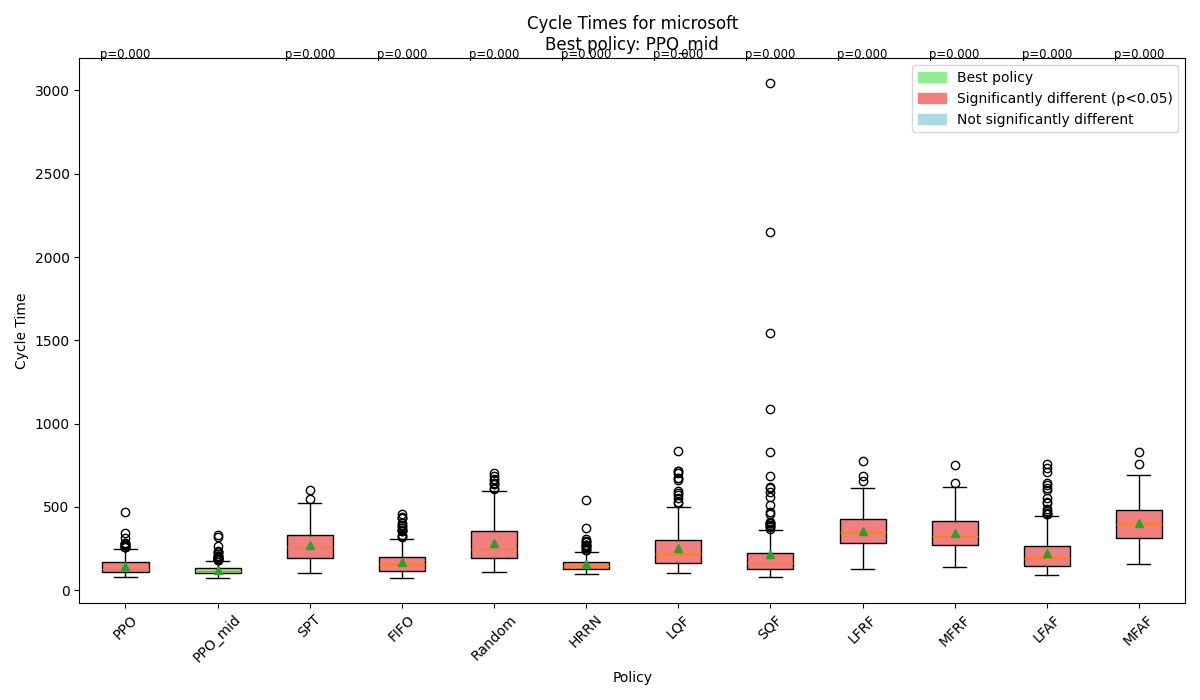 Cycle Times for microsoft
Best policy: PPO_mid
p=0.000 p=0.000 p=0.000 p=0.000 p=0.000 p=0.000 p=0.000 p=0.000 p=0.000 p=0.000 p=0.000
Best policy
Significantly different (p<0.05)
Not significantly different
Cycle Time
3000
2500
2000
1500
1000
500
0
PPO PPO_mid SPT FIFO Random HRRN LQF SQF LFRF MFRF LFAF MFAF
Policy